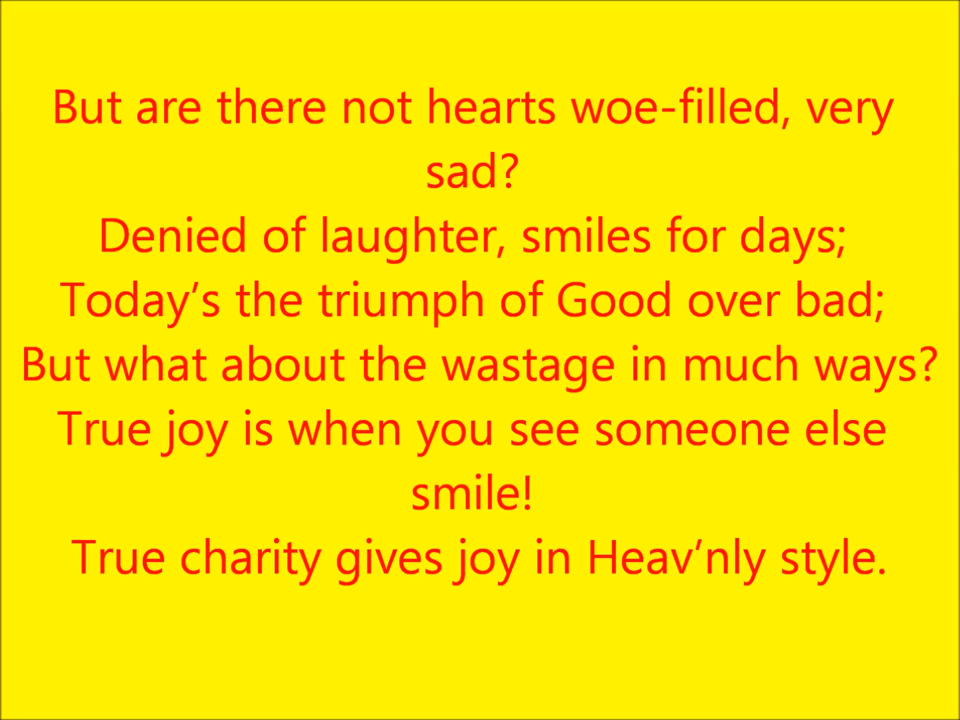 But are there not hearts woe-filled, very
sad?
Denied of laughter, smiles for days;
Today's the triumph of Good over bad;
But what about the wastage in much ways?
True joy is when you see someone else
smile!
True charity gives joy in Heav'nly style.